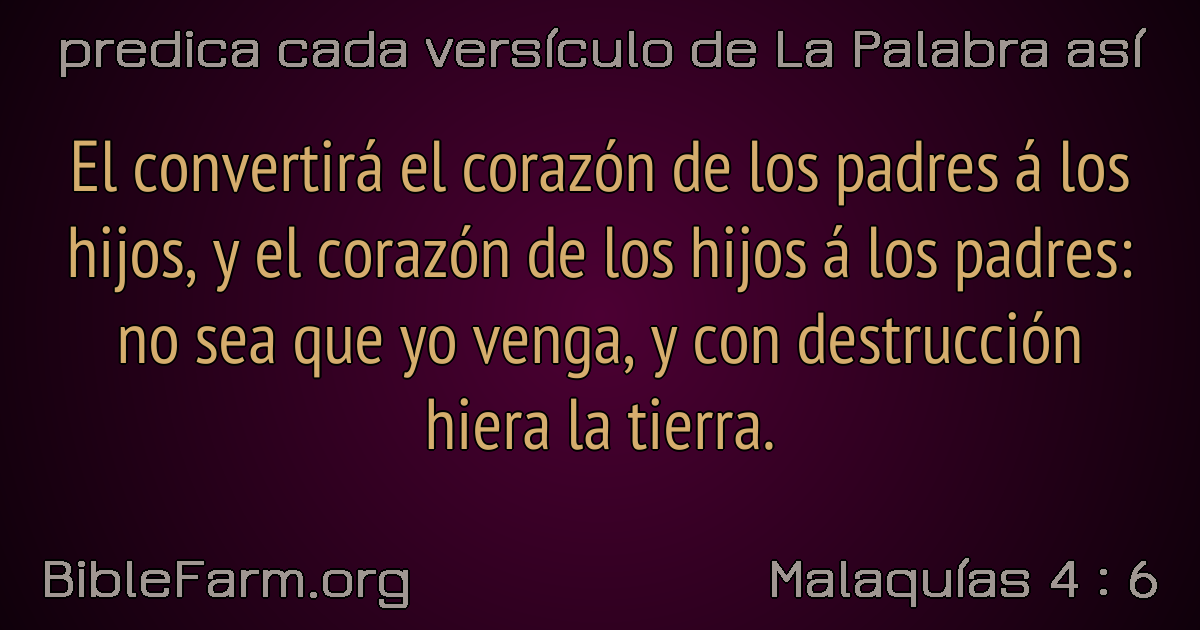 predica cada versículo de La Palabra así
El convertirá el corazón de los padres á los
hijos, y el corazón de los hijos á los padres:
no sea que yo venga, y con destrucción
hiera la tierra.
BibleFarm.org
Malaquías 4 : 6